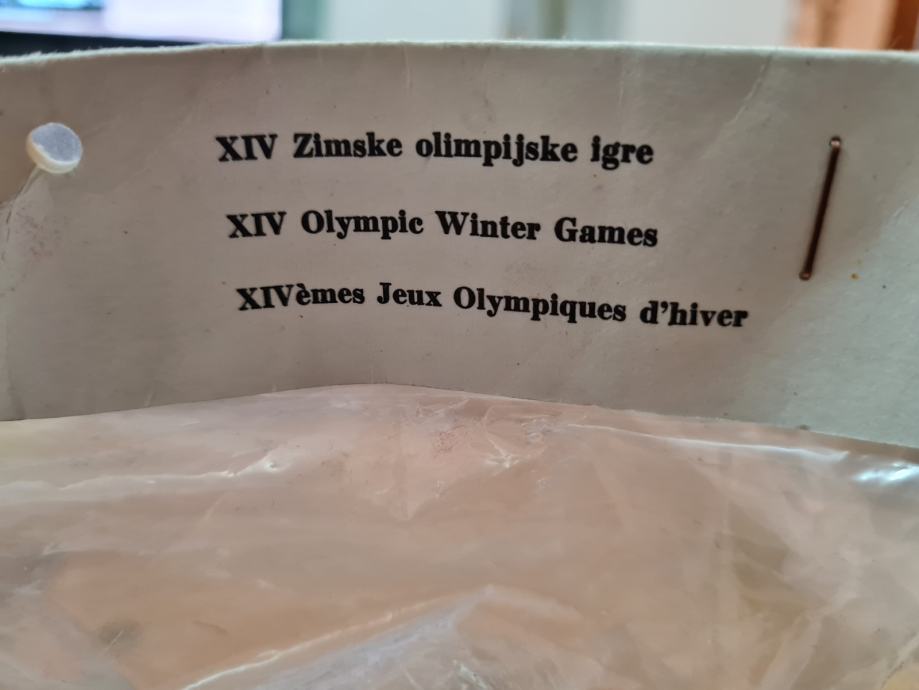 XIV Zimske olimpijske igre
XIV Olympic Winter Games
XIVèmes Jeux Olympiques d'hiver